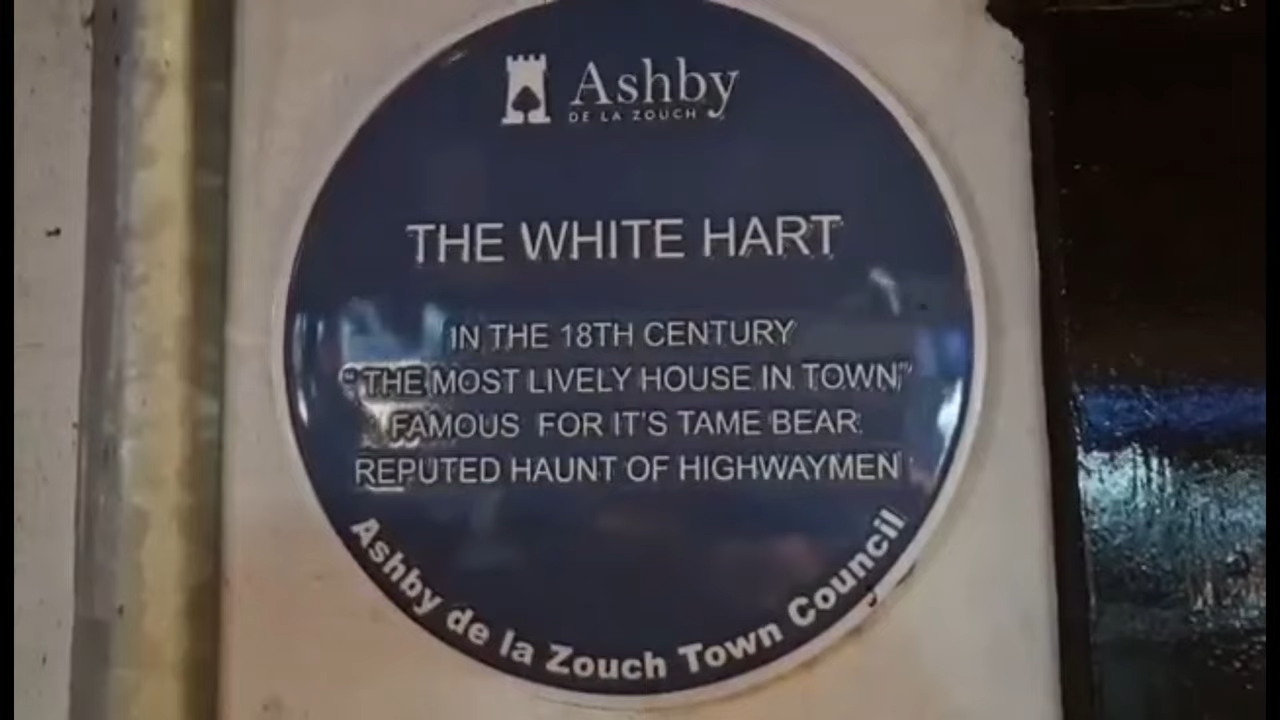 Ashby
DE LA ZOUCH
THE WHITE HART
IN THE 18TH CENTURY
"THE MOST LIVELY HOUSE IN TOWN,"
FAMOUS FOR IT'S TAME BEAR.
REPUTED HAUNT OF HIGHWAYMEN
Ashby de la Zouch Town Council